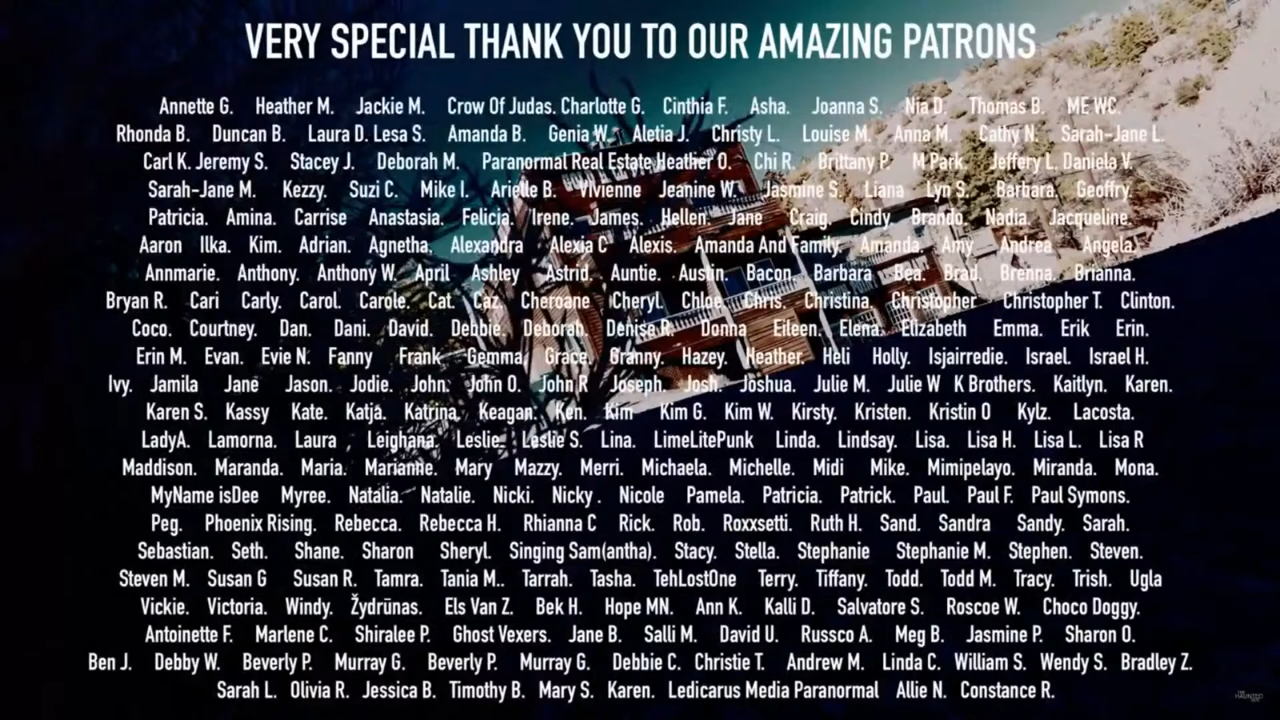 VERY SPECIAL THANK YOU TO OUR AMAZING PATRONS
Annette G. Heather M. Jackie M. Crow Of Judas. Charlotte G. Cinthia F. Asha. Joanna S. Nia D. Thomas B. ME WC.
Rhonda B. Duncan B. Laura D. Lesa S. Amanda B. Genia W. Aletia J. Christy L. Louise M. Anna M. Cathy N. Sarah-Jane L.
Carl K. Jeremy S. Stacey J. Deborah M. Paranormal Real Estate.Heather O. Chi R. Brittany P. M Park. Jeffery L. Daniela V.
Sarah-Jane M. Kezzy. Suzi C. Mike I. Arielle B. Vivienne Jeanine W. Jasmine S. Liana Lyn S. Barbara. Geoffry.
Patricia. Amina. Carrise Anastasia. Felicia. Irene. James. Hellen. Jane Craig. Cindy. Brando. Nadia. Jacqueline.
Aaron Ilka. Kim. Adrian. Agnetha. Alexandra Alexia C Alexis. Amanda And Family. Amanda. Amy Andrea Angela.
Annmarie. Anthony. Anthony W. April Ashley Astrid. Auntie. Austin. Bacon Barbara Bea. Brad. Brenna. Brianna.
Bryan R. Cari Carly. Carol. Carole. Cat. Caz. Cheroane Cheryl. Chloe. Chris. Christina. Christopher Christopher T. Clinton.
Coco. Courtney. Dan. Dani. David. Debbie. Deborah. Denise R. Donna Eileen. Elena. Elizabeth Emma. Erik Erin.
Erin M. Evan. Evie N. Fanny Frank Gemma. Grace. Granny. Hazey. Heather. Heli Holly. Isjairredie. Israel. Israel H.
Ivy. Jamila Jane Jason. Jodie. John. John O. John R Joseph. Josh. Joshua. Julie M. Julie W K Brothers. Kaitlyn. Karen.
Karen S. Kassy Kate. Katja. Katrina. Keagan. Ken. Kim Kim G. Kim W. Kirsty. Kristen. Kristin O Kylz. Lacosta.
LadyA. Lamorna. Laura . Leighana. Leslie. Leslie S. Lina. LimeLitePunk Linda. Lindsay. Lisa. Lisa H. Lisa L. Lisa R
Maddison. Maranda. Maria. Marianne. Mary Mazzy. Merri. Michaela. Michelle. Midi Mike. Mimipelayo. Miranda. Mona.
MyName isDee Myree. Natalia. Natalie. Nicki. Nicky . Nicole Pamela. Patricia. Patrick. Paul. Paul F. Paul Symons.
Peg. Phoenix Rising. Rebecca. Rebecca H. Rhianna C Rick. Rob. Roxxsetti. Ruth H. Sand. Sandra Sandy. Sarah.
Sebastian. Seth. Shane. Sharon Sheryl. Singing Sam(antha). Stacy. Stella. Stephanie Stephanie M. Stephen. Steven.
Steven M. Susan G Susan R. Tamra. Tania M.. Tarrah. Tasha. TehLostOne Terry. Tiffany. Todd. Todd M. Tracy. Trish. Ugla
Vickie. Victoria. Windy. Žydrūnas. Els Van Z. Bek H. Hope MN. Ann K. Kalli D. Salvatore S. Roscoe W. Choco Doggy.
Antoinette F. Marlene C. Shiralee P. Ghost Vexers. Jane B. Salli M. David U. Russco A. Meg B. Jasmine P. Sharon O.
Ben J. Debby W. Beverly P. Murray G. Beverly P. Murray G. Debbie C. Christie T. Andrew M. Linda C. William S. Wendy S. Bradley Z.
Sarah L. Olivia R. Jessica B. Timothy B. Mary S. Karen. Ledicarus Media Paranormal Allie N. Constance R.